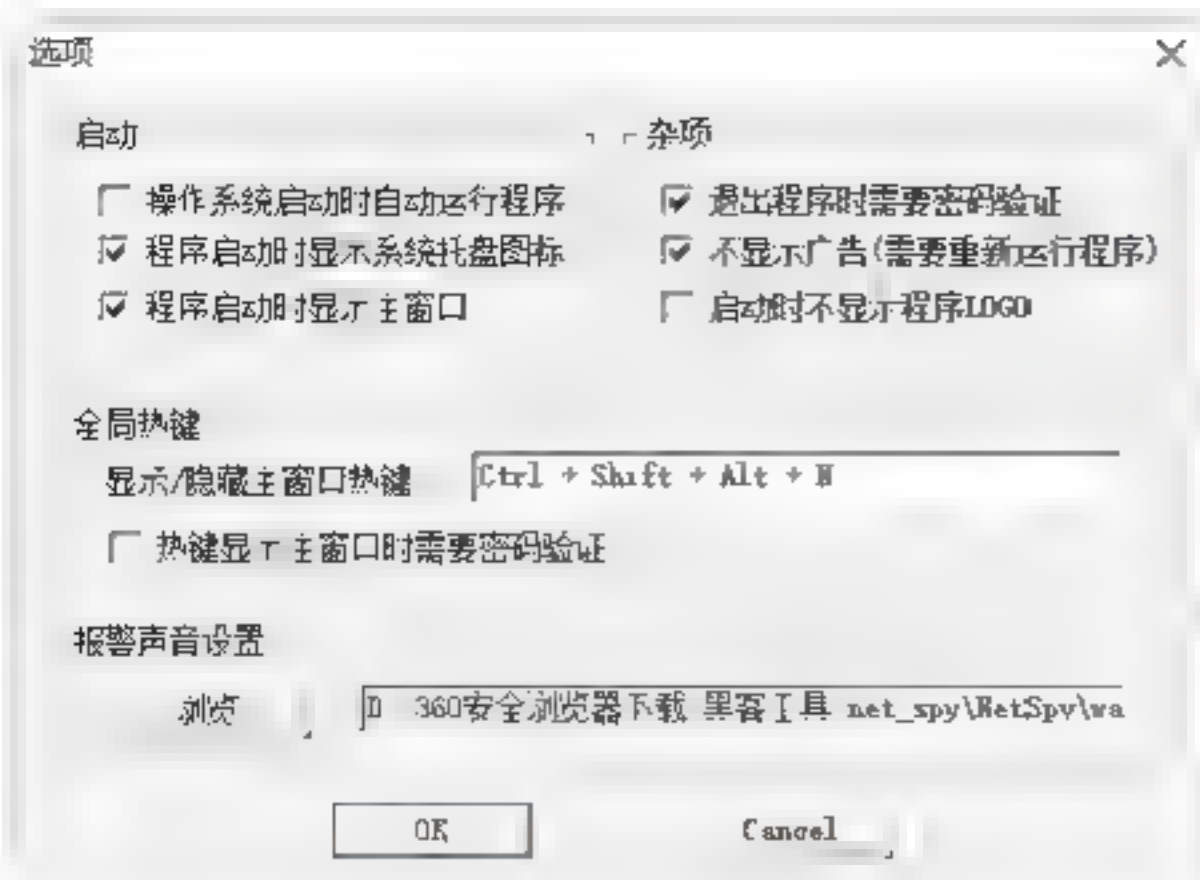 选项
启动
操作系统启动时自动运行程序
程序启动时显示系统托盘图标
程序启动时显示主窗口
杂项
退出程序时需要密码验证
不显示广告(需要重新运行程序)
启动时不显示程序LOGO
全局热键
显示/隐藏主窗口热键 Ctrl + Shift + Alt + N
热键显示主窗口时需要密码验证
报警声音设置
浏览 D 360安全浏览器下载 黑客工具 net_spy\NetSpy\wa
OK Cancel